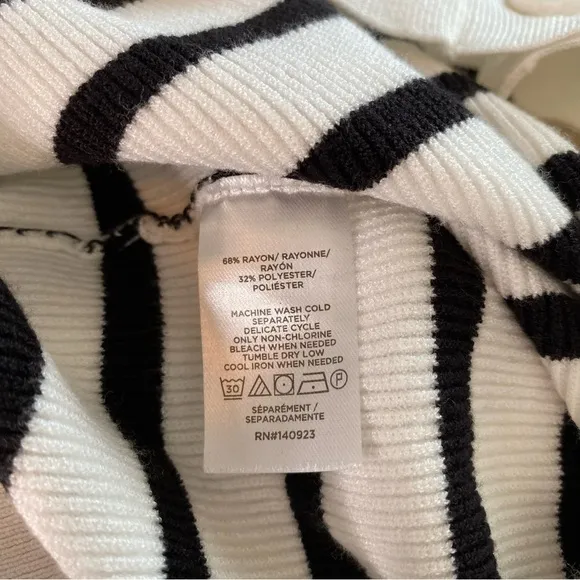 68% RAYON/ RAYONNE/
RAYÓN
32% POLYESTER/
POLIÉSTER
MACHINE WASH COLD
SEPARATELY
DELICATE CYCLE
ONLY NON-CHLORINE
BLEACH WHEN NEEDED
TUMBLE DRY LOW
COOL IRON WHEN NEEDED
30 P
SÉPARÉMENT/
SEPARADAMENTE
RN#140923